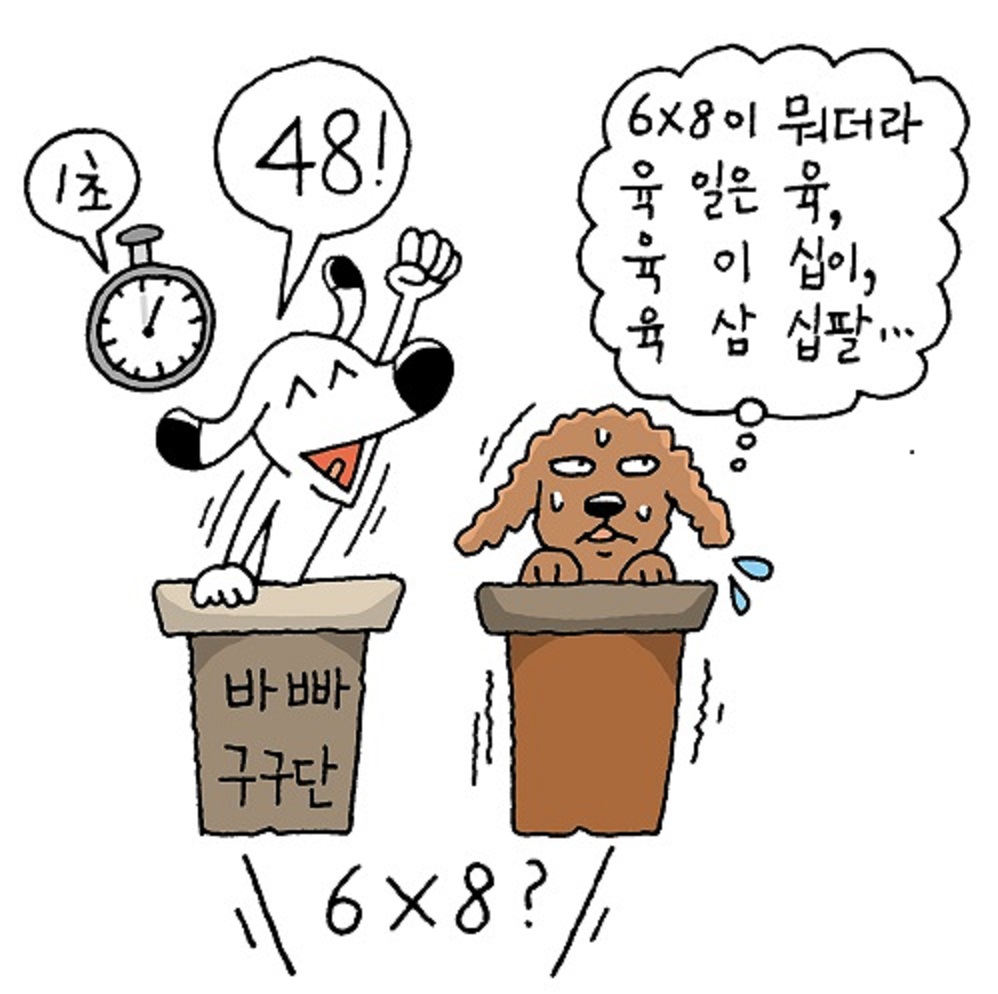 1초
48!
6×8이 뭐더라
육 일은 육,
육 이 십이,
육 삼 십팔...
바빠
구구단
6×8?